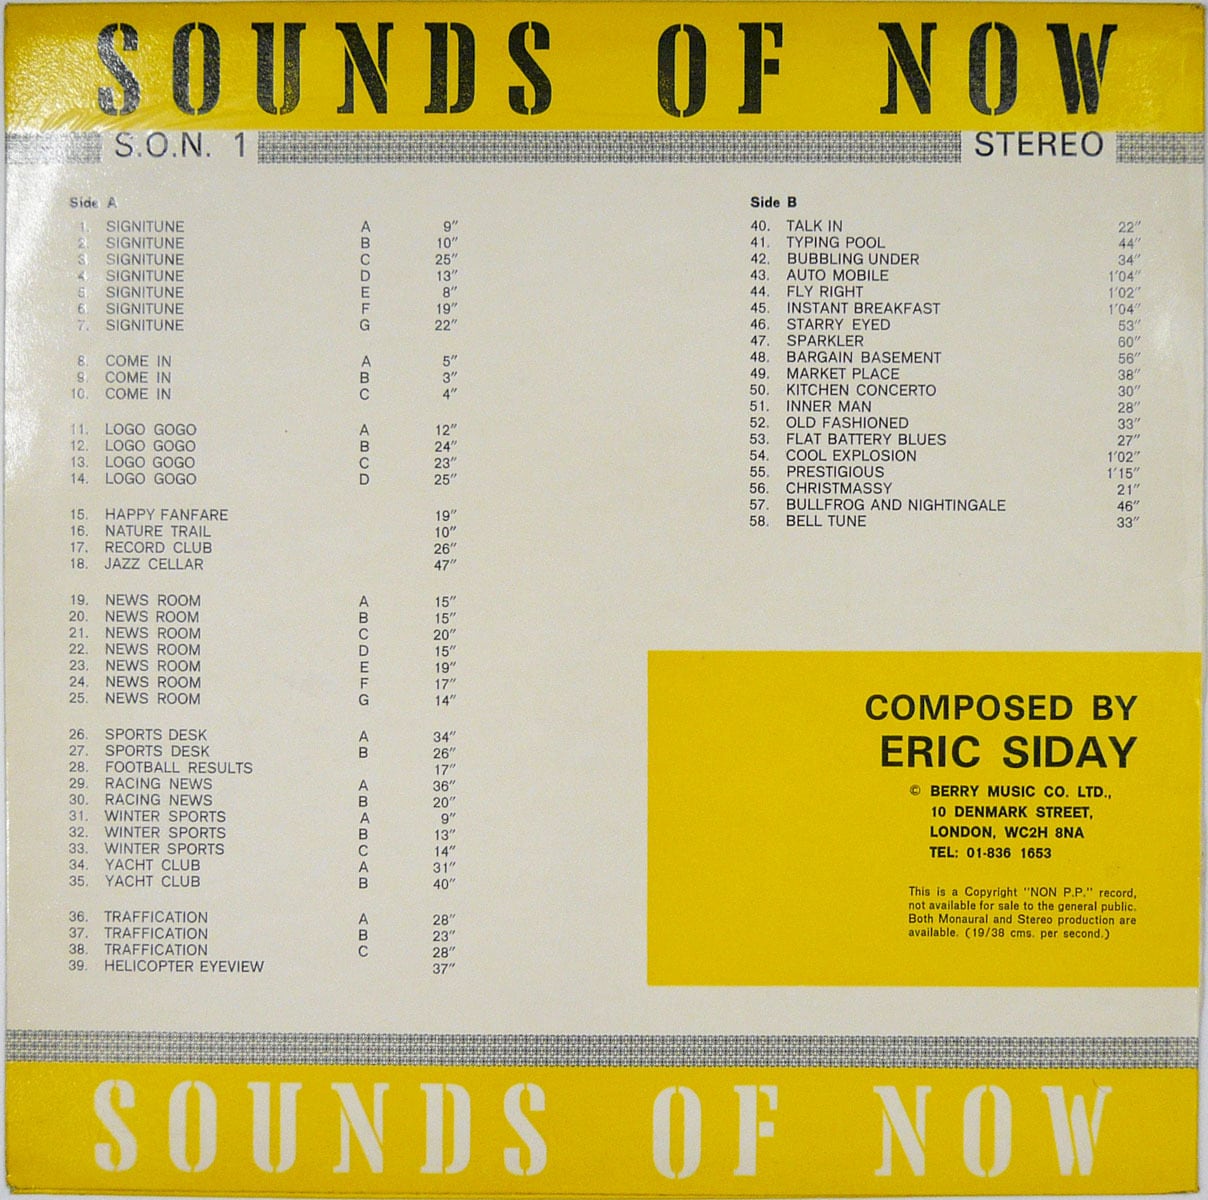 SOUNDS OF NOW
S.O.N. 1 STEREO
Side A
1. SIGNITUNE A 9″
2. SIGNITUNE B 10″
3. SIGNITUNE C 25″
4. SIGNITUNE D 13″
5. SIGNITUNE E 8″
6. SIGNITUNE F 19″
7. SIGNITUNE G 22″
8. COME IN A 5″
9. COME IN B 3″
10. COME IN C 4″
11. LOGO GOGO A 12″
12. LOGO GOGO B 24″
13. LOGO GOGO C 23″
14. LOGO GOGO D 25″
15. HAPPY FANFARE 19″
16. NATURE TRAIL 10″
17. RECORD CLUB 26″
18. JAZZ CELLAR 47″
19. NEWS ROOM A 15″
20. NEWS ROOM B 15″
21. NEWS ROOM C 20″
22. NEWS ROOM D 15″
23. NEWS ROOM E 19″
24. NEWS ROOM F 17″
25. NEWS ROOM G 14″
26. SPORTS DESK A 34″
27. SPORTS DESK B 26″
28. FOOTBALL RESULTS 17″
29. RACING NEWS A 36″
30. RACING NEWS B 20″
31. WINTER SPORTS A 9″
32. WINTER SPORTS B 13″
33. WINTER SPORTS C 14″
34. YACHT CLUB A 31″
35. YACHT CLUB B 40″
36. TRAFFICATION A 28″
37. TRAFFICATION B 23″
38. TRAFFICATION C 28″
39. HELICOPTER EYEVIEW 37″
Side B
40. TALK IN 22″
41. TYPING POOL 44″
42. BUBBLING UNDER 34″
43. AUTO MOBILE 1′04″
44. FLY RIGHT 1′02″
45. INSTANT BREAKFAST 1′04″
46. STARRY EYED 53″
47. SPARKLER 60″
48. BARGAIN BASEMENT 56″
49. MARKET PLACE 38″
50. KITCHEN CONCERTO 30″
51. INNER MAN 28″
52. OLD FASHIONED 33″
53. FLAT BATTERY BLUES 27″
54. COOL EXPLOSION 1′02″
55. PRESTIGIOUS 1′15″
56. CHRISTMASSY 21″
57. BULLFROG AND NIGHTINGALE 46″
58. BELL TUNE 33″
COMPOSED BY
ERIC SIDAY
© BERRY MUSIC CO. LTD.,
10 DENMARK STREET,
LONDON, WC2H 8NA
TEL: 01-836 1653
This is a Copyright "NON P.P." record,
not available for sale to the general public.
Both Monaural and Stereo production are
available. (19/38 cms. per second.)
SOUNDS OF NOW